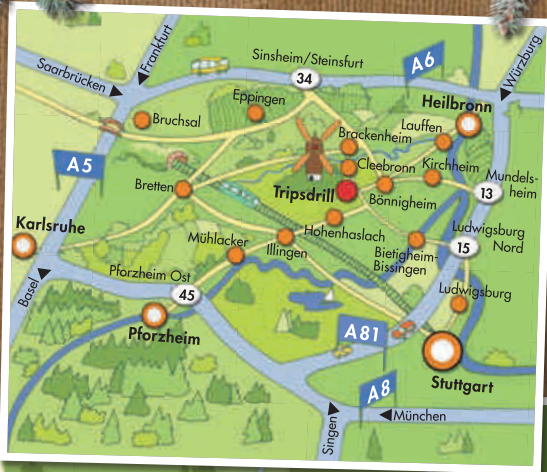 Frankfurt
Saarbrücken
Sinsheim/Steinsfurt
34
A6
Würzburg
Eppingen
Heilbronn
Bruchsal
Lauffen
Brackenheim
A5
Cleebronn
Kirchheim
Mundels-
heim
13
Bretten
Tripsdrill
Bönnigheim
Karlsruhe
Hohenhaslach
Ludwigsburg
Nord
15
Mühlacker
Illingen
Bietigheim-
Bissingen
Basel
Pforzheim Ost
45
Ludwigsburg
Pforzheim
A81
Stuttgart
A8
Singen
München